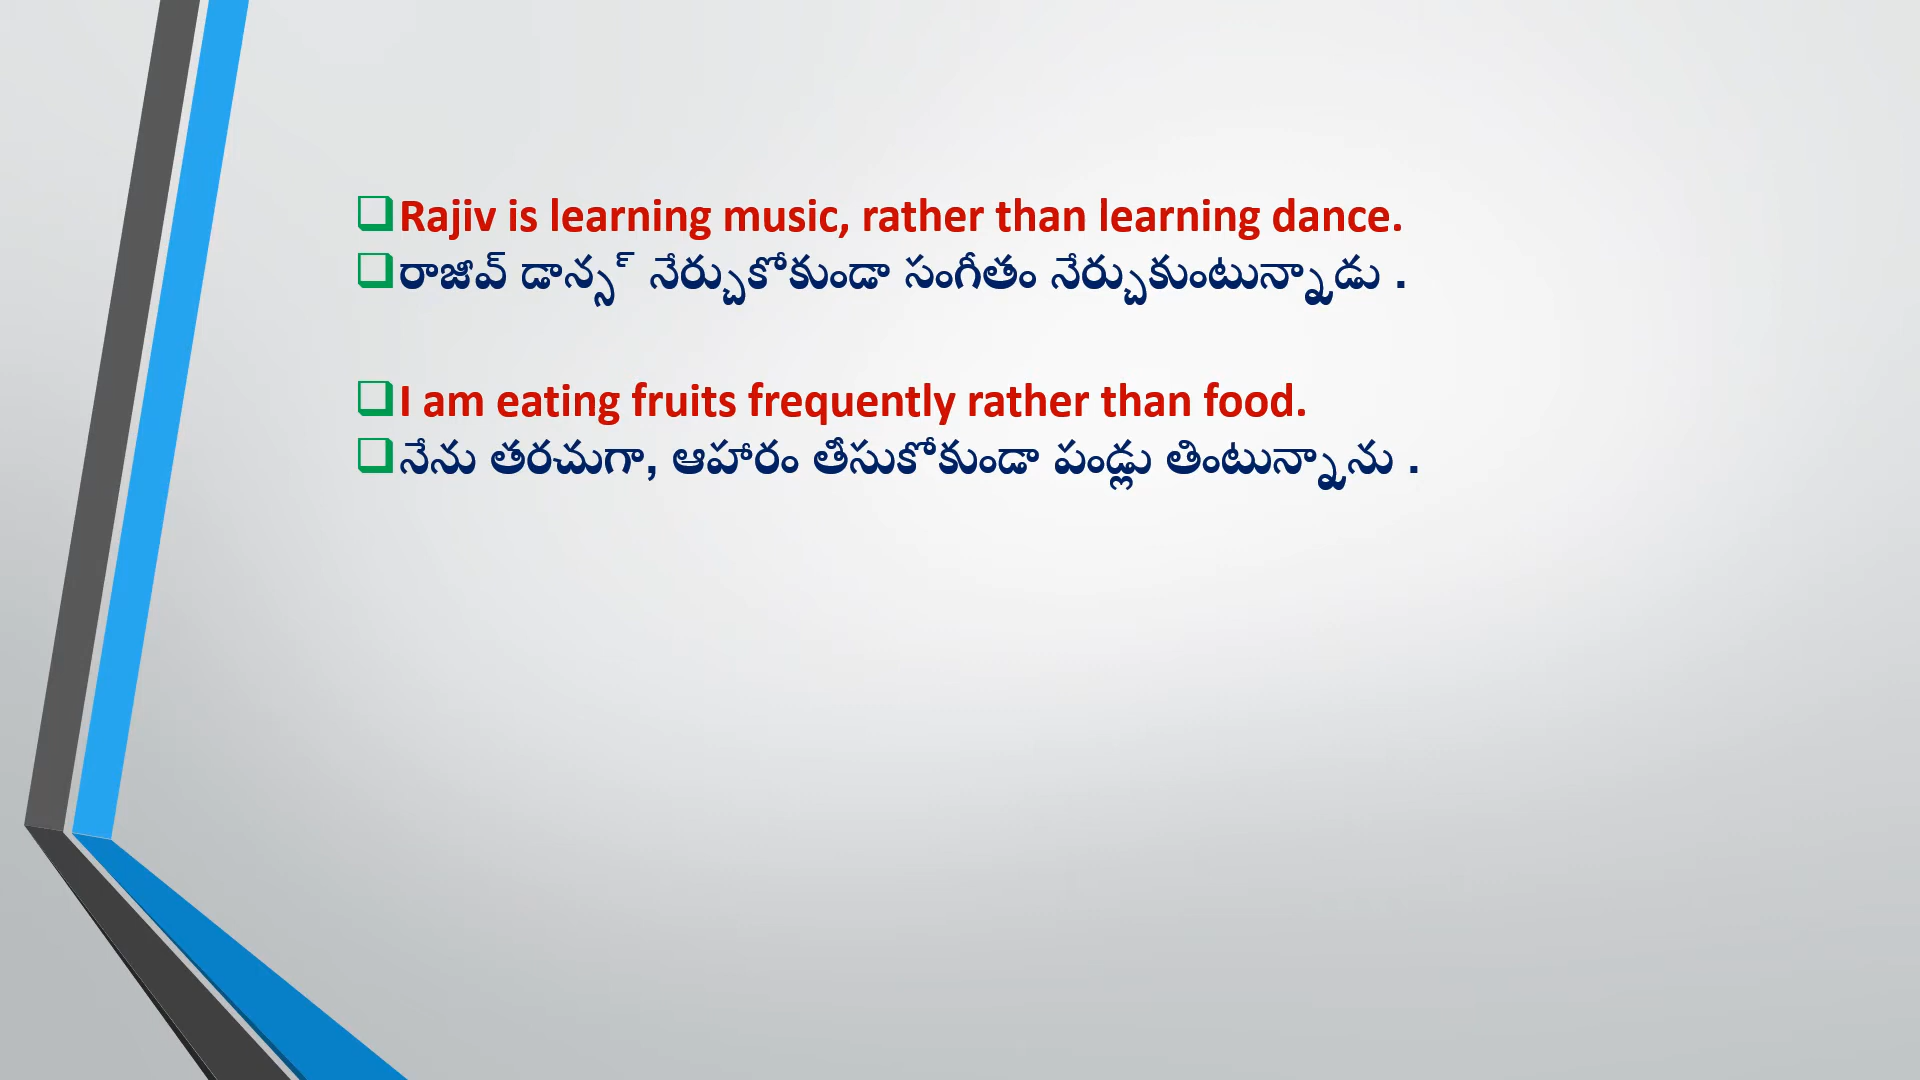 Rajiv is learning music, rather than learning dance.
రాజీవ్ డాన్స్ నేర్చుకోకుండా సంగీతం నేర్చుకుంటున్నాడు .
I am eating fruits frequently rather than food.
నేను తరచుగా, ఆహారం తీసుకోకుండా పండ్లు తింటున్నాను .